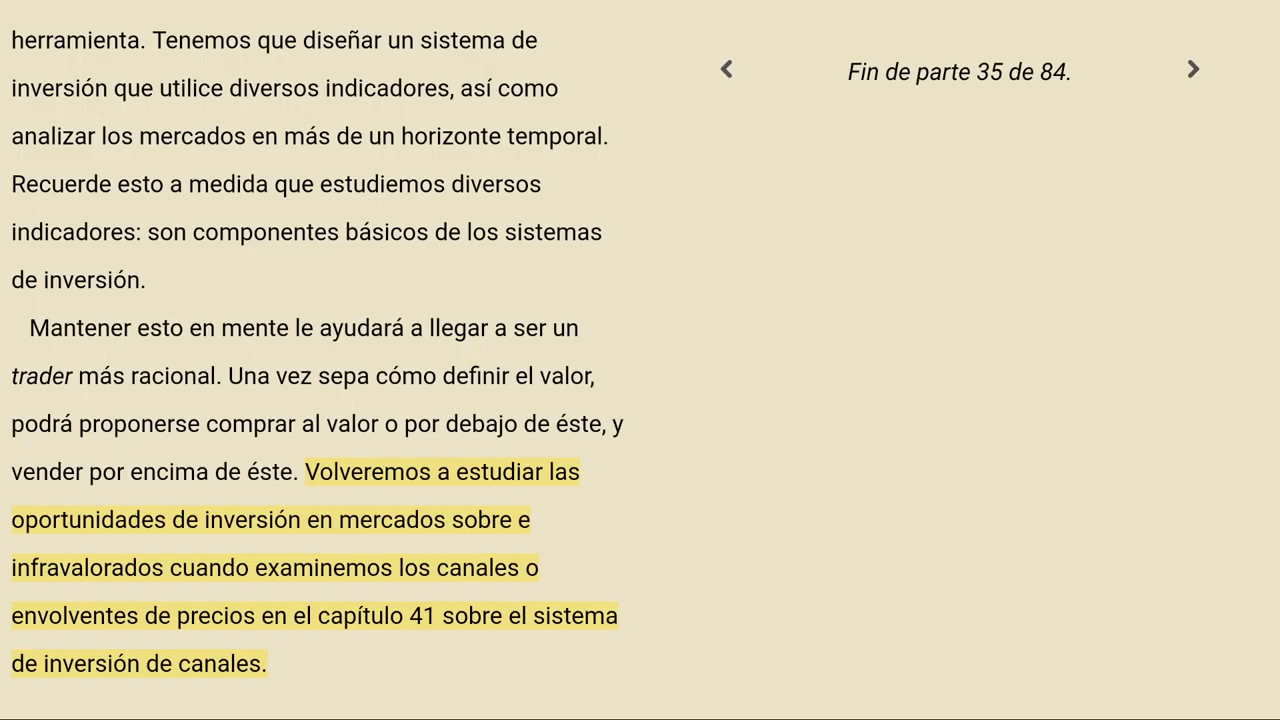 herramienta. Tenemos que diseñar un sistema de
inversión que utilice diversos indicadores, así como
analizar los mercados en más de un horizonte temporal.
Recuerde esto a medida que estudiemos diversos
indicadores: son componentes básicos de los sistemas
de inversión.
Mantener esto en mente le ayudará a llegar a ser un
trader más racional. Una vez sepa cómo definir el valor,
podrá proponerse comprar al valor o por debajo de éste, y
vender por encima de éste. Volveremos a estudiar las
oportunidades de inversión en mercados sobre e
infravalorados cuando examinemos los canales o
envolventes de precios en el capítulo 41 sobre el sistema
de inversión de canales.
Fin de parte 35 de 84.